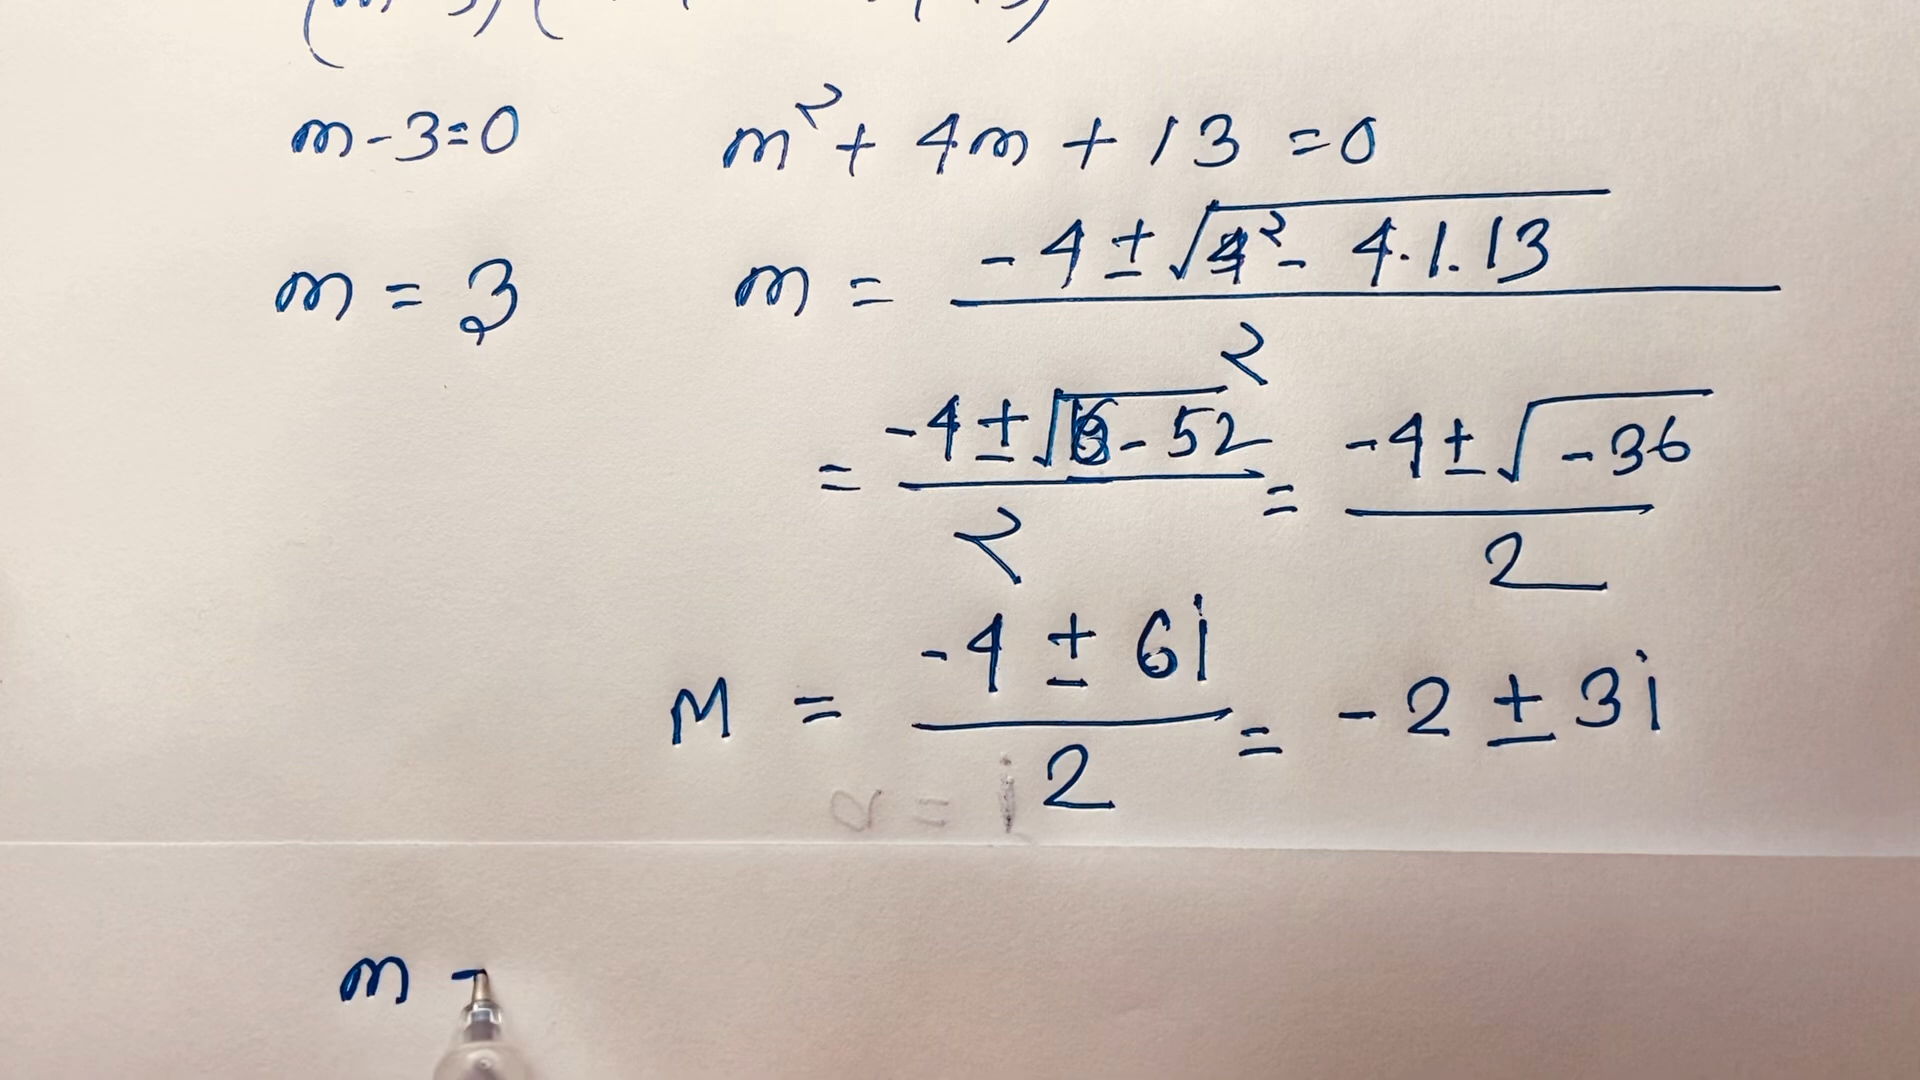 m - 3 = 0    m² + 4m + 13 = 0
m = 3    m = (-4 ± √(4² - 4.1.13)) / 2
= (-4 ± √(16 - 52)) / 2 = (-4 ± √(-36)) / 2
M = (-4 ± 6i) / 2 = -2 ± 3i
m